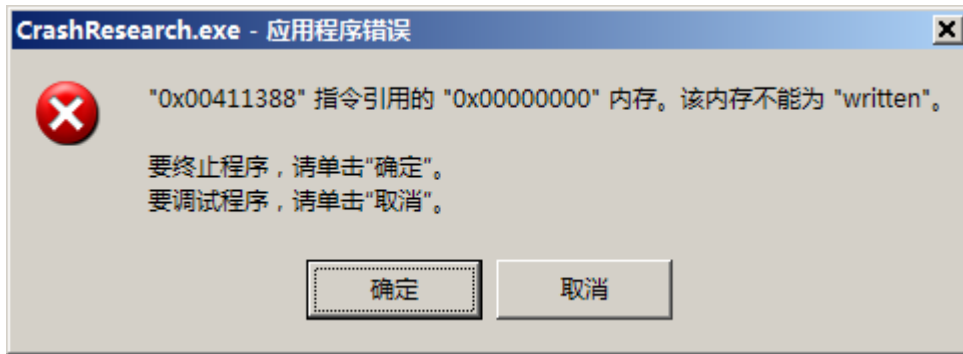 CrashResearch.exe - 应用程序错误
"0x00411388" 指令引用的 "0x00000000" 内存。该内存不能为 "written"。
要终止程序，请单击“确定”。
要调试程序，请单击“取消”。
确定
取消